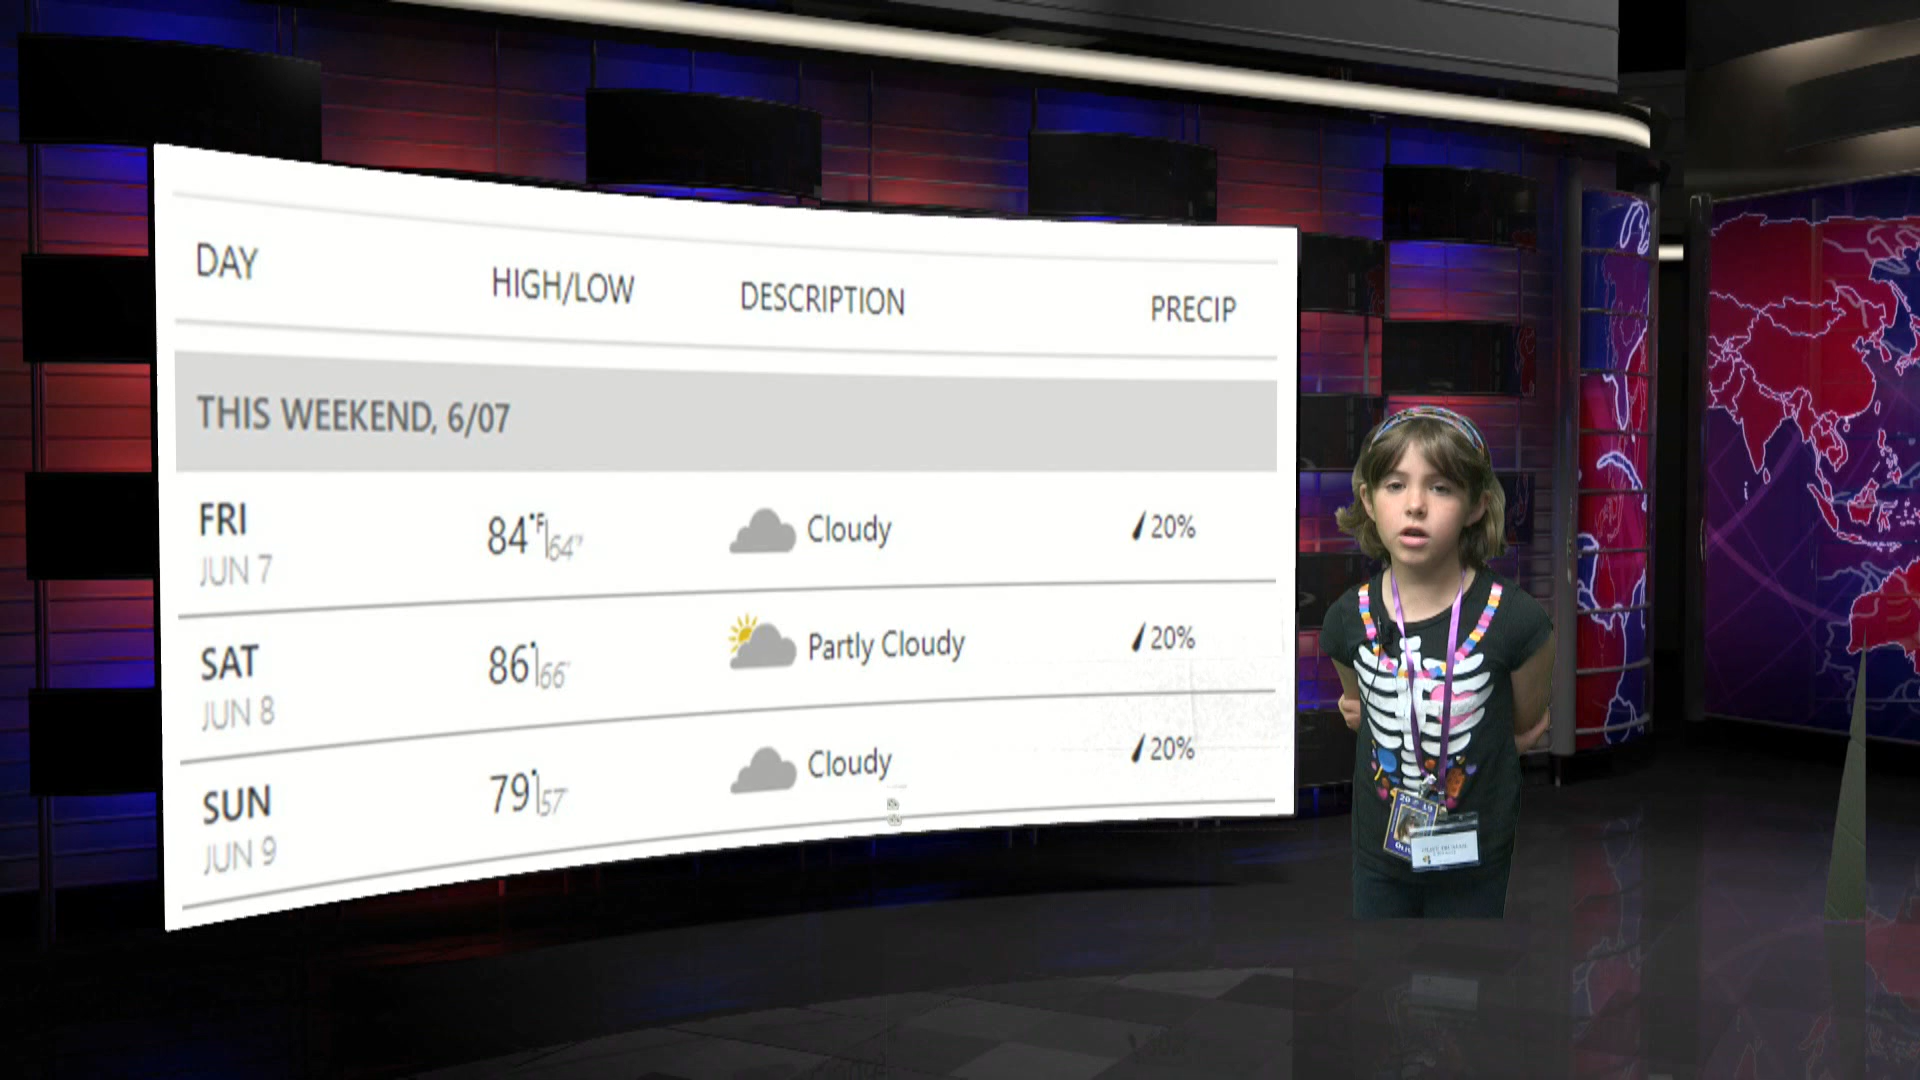 DAY HIGH/LOW DESCRIPTION PRECIP
THIS WEEKEND, 6/07
FRI 84°F|64° Cloudy 20%
JUN 7
SAT 86°|66° Partly Cloudy 20%
JUN 8
SUN 79°|57° Cloudy 20%
JUN 9